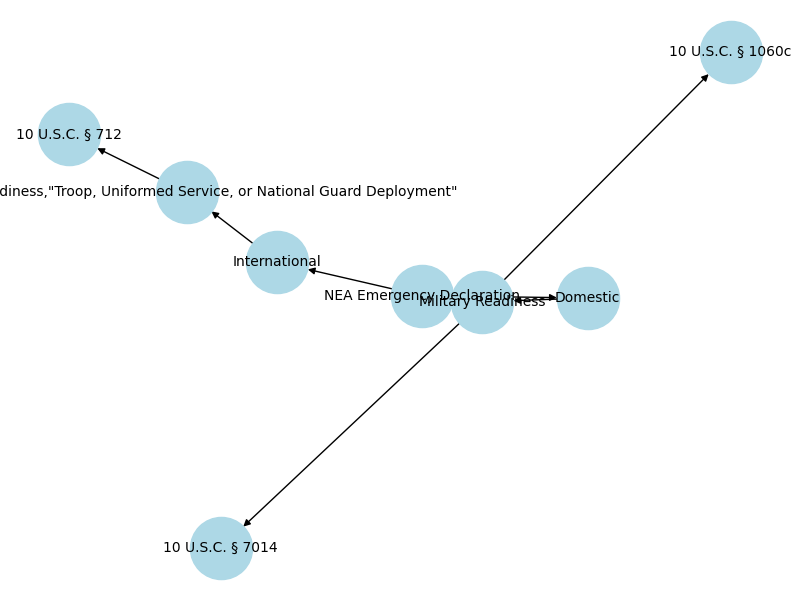 10 U.S.C. § 1060c
10 U.S.C. § 712
diness,"Troop, Uniformed Service, or National Guard Deployment"
International
NEA Emergency Declaration
Domestic
Military Readiness
10 U.S.C. § 7014